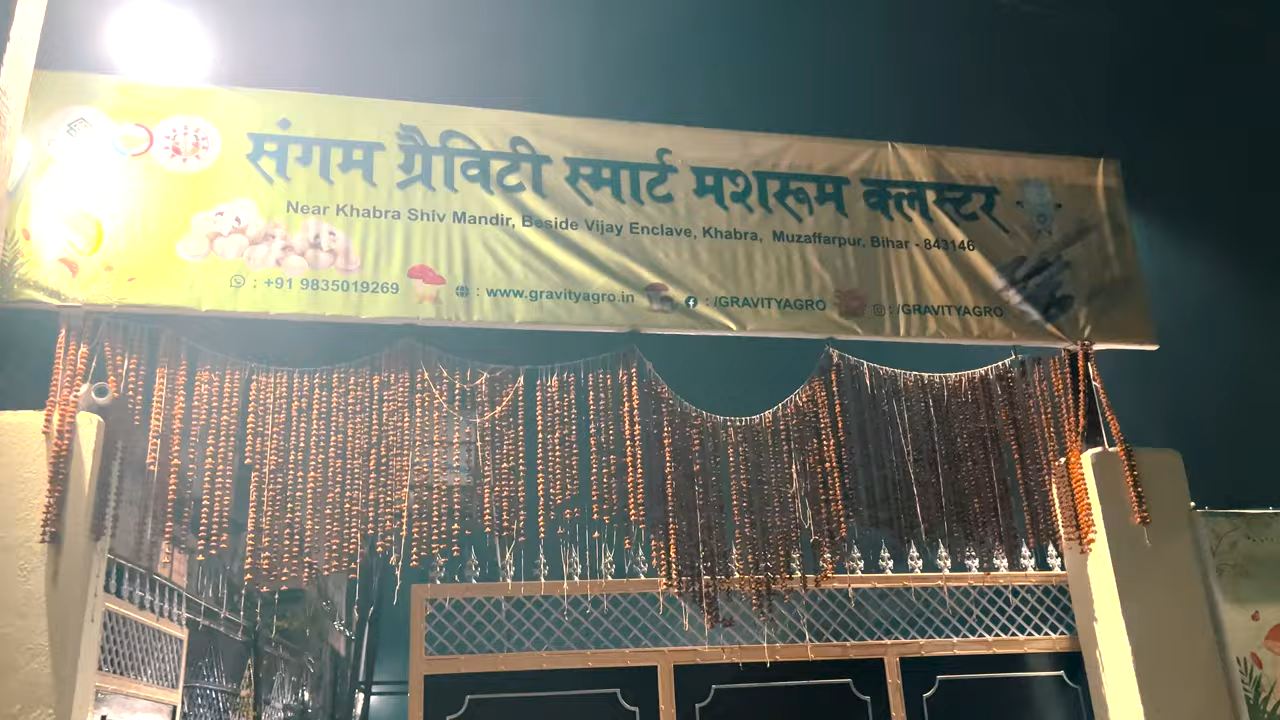 संगम ग्रैविटी स्मार्ट मशरूम क्लस्टर
Near Khabra Shiv Mandir, Beside Vijay Enclave, Khabra, Muzaffarpur, Bihar - 843146
: +91 9835019269 : www.gravityagro.in : /GRAVITYAGRO : /GRAVITYAGRO